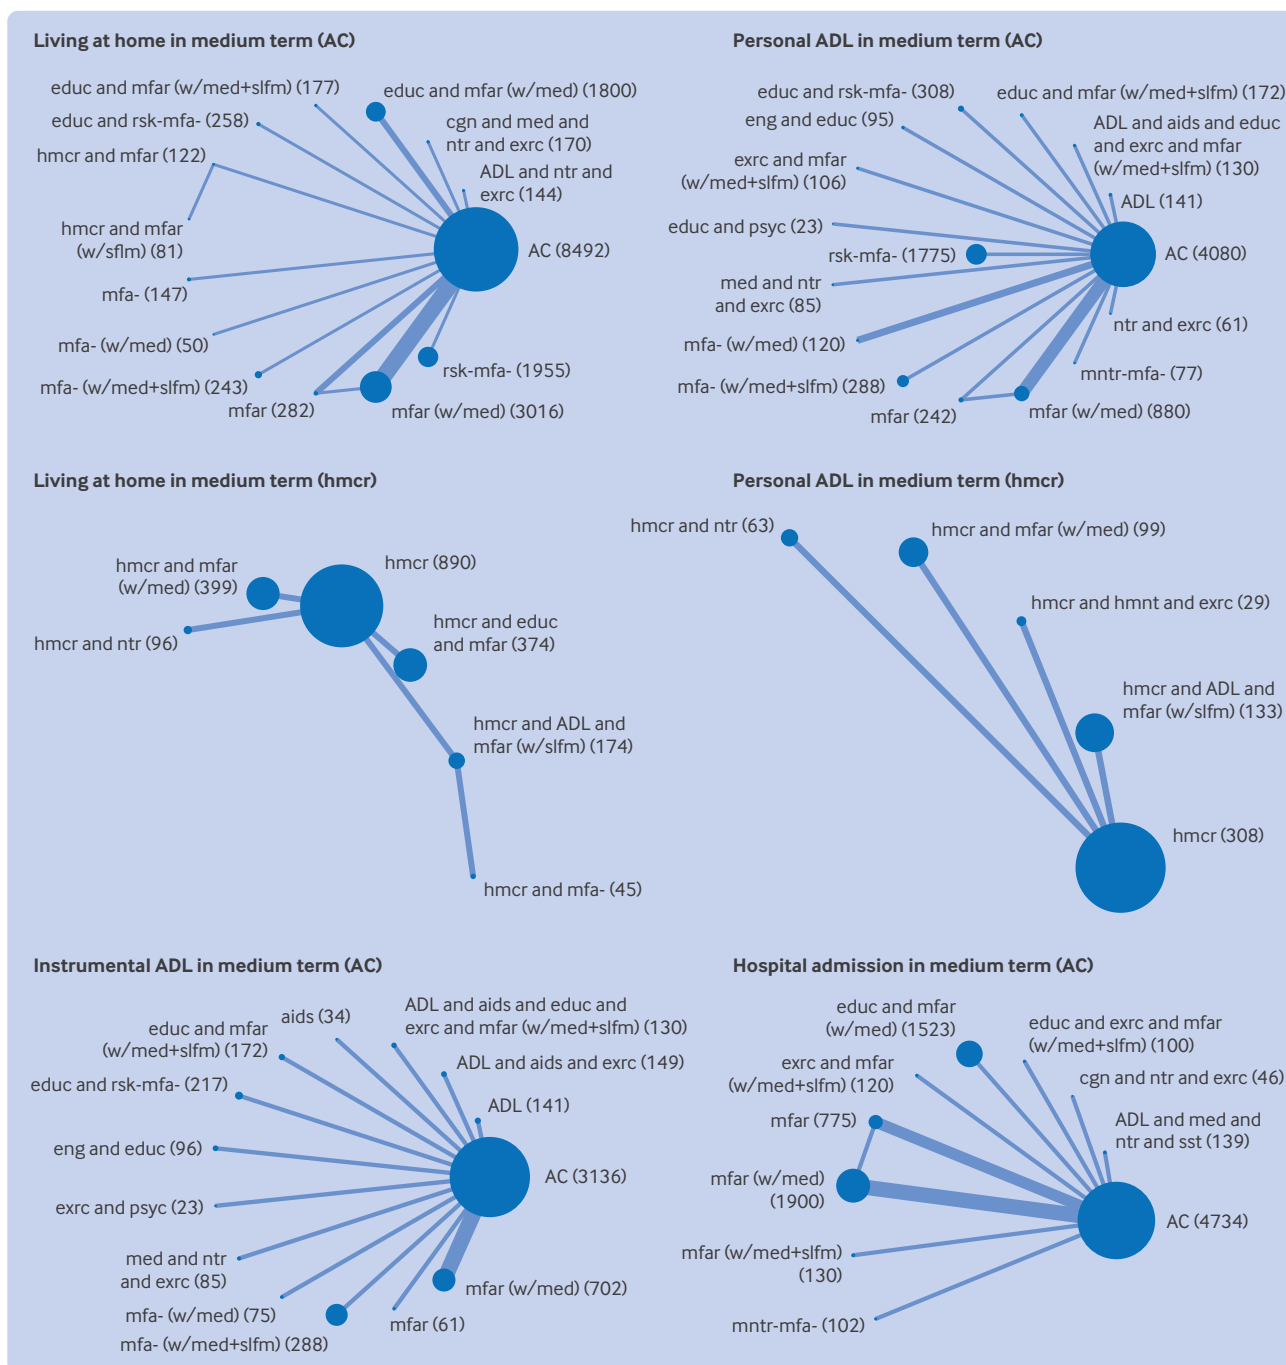 Living at home in medium term (AC)
educ and mfar (w/med+slfm) (177)
educ and mfar (w/med) (1800)
educ and rsk-mfa- (258)
cgn and med and
ntr and exrc (170)
hmcr and mfar (122)
ADL and ntr and
exrc (144)
hmcr and mfar
(w/sflm) (81)
AC (8492)
mfa- (147)
mfa- (w/med) (50)
rsk-mfa- (1955)
mfa- (w/med+slfm) (243)
mfar (282)
mfar (w/med) (3016)
Personal ADL in medium term (AC)
educ and rsk-mfa- (308)
educ and mfar (w/med+slfm) (172)
eng and educ (95)
ADL and aids and educ
and exrc and mfar
(w/med+slfm) (130)
exrc and mfar
(w/med+slfm) (106)
ADL (141)
educ and psyc (23)
rsk-mfa- (1775)
AC (4080)
med and ntr
and exrc (85)
ntr and exrc (61)
mfa- (w/med) (120)
mntr-mfa- (77)
mfa- (w/med+slfm) (288)
mfar (242)
mfar (w/med) (880)
Living at home in medium term (hmcr)
hmcr and mfar
(w/med) (399)
hmcr (890)
hmcr and ntr (96)
hmcr and educ
and mfar (374)
hmcr and ADL and
mfar (w/slfm) (174)
hmcr and mfa- (45)
Personal ADL in medium term (hmcr)
hmcr and ntr (63)
hmcr and mfar (w/med) (99)
hmcr and hmnt and exrc (29)
hmcr and ADL and
mfar (w/slfm) (133)
hmcr (308)
Instrumental ADL in medium term (AC)
aids (34)
ADL and aids and educ and
exrc and mfar (w/med+slfm) (130)
educ and mfar
(w/med+slfm) (172)
ADL and aids and exrc (149)
educ and rsk-mfa- (217)
ADL (141)
eng and educ (96)
AC (3136)
exrc and psyc (23)
med and ntr
and exrc (85)
mfar (w/med) (702)
mfa- (w/med) (75)
mfar (61)
mfa- (w/med+slfm) (288)
Hospital admission in medium term (AC)
educ and mfar
(w/med) (1523)
educ and exrc and mfar
(w/med+slfm) (100)
exrc and mfar
(w/med+slfm) (120)
cgn and ntr and exrc (46)
mfar (775)
ADL and med and
ntr and sst (139)
mfar (w/med)
(1900)
AC (4734)
mfar (w/med+slfm)
(130)
mntr-mfa- (102)